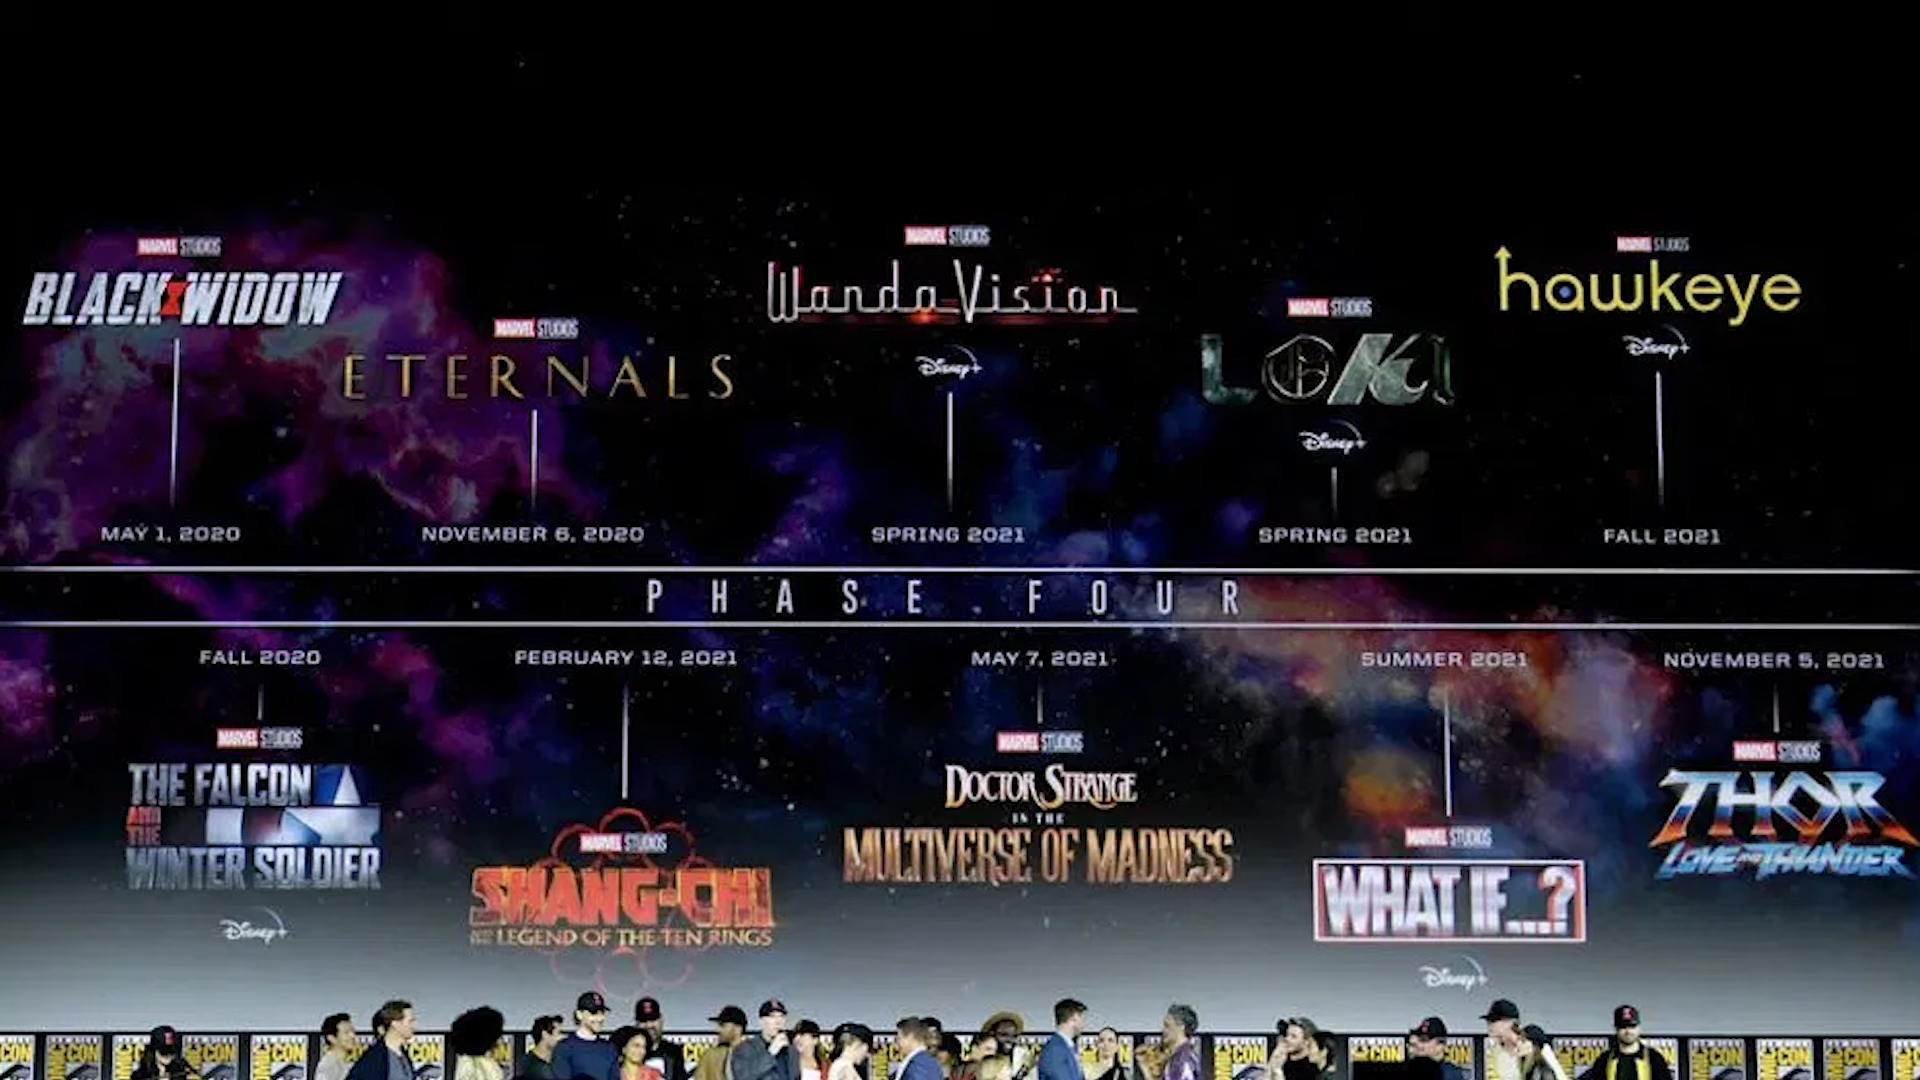 MARVEL STUDIOS
BLACK WIDOW
MAY 1, 2020
MARVEL STUDIOS
ETERNALS
NOVEMBER 6, 2020
MARVEL STUDIOS
WandaVision
Disney+
SPRING 2021
MARVEL STUDIOS
LOKI
Disney+
SPRING 2021
MARVEL STUDIOS
hawkeye
Disney+
FALL 2021
PHASE FOUR
FALL 2020
MARVEL STUDIOS
THE FALCON
AND
THE
WINTER SOLDIER
Disney+
FEBRUARY 12, 2021
MARVEL STUDIOS
SHANG-CHI
AND THE LEGEND OF THE TEN RINGS
MAY 7, 2021
MARVEL STUDIOS
DOCTOR STRANGE
IN THE
MULTIVERSE OF MADNESS
SUMMER 2021
MARVEL STUDIOS
WHAT IF...?
Disney+
NOVEMBER 5, 2021
MARVEL STUDIOS
THOR
LOVE AND THUNDER
COMIC CON